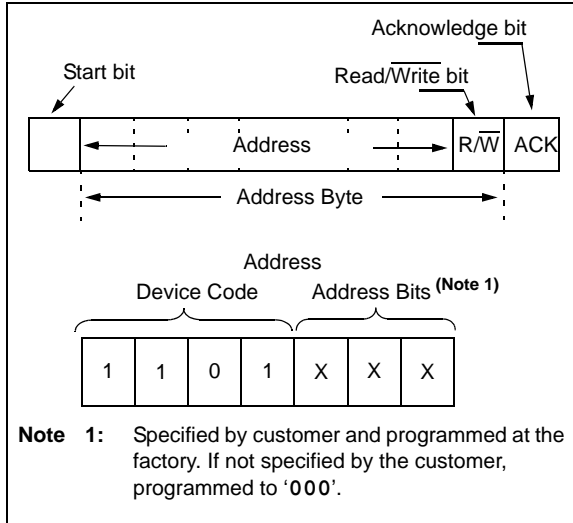 Acknowledge bit
Start bit
Read/Write bit
Address
R/W
ACK
Address Byte
Address
Device Code
Address Bits (Note 1)
1 1 0 1 X X X
Note 1: Specified by customer and programmed at the
factory. If not specified by the customer,
programmed to ‘000’.